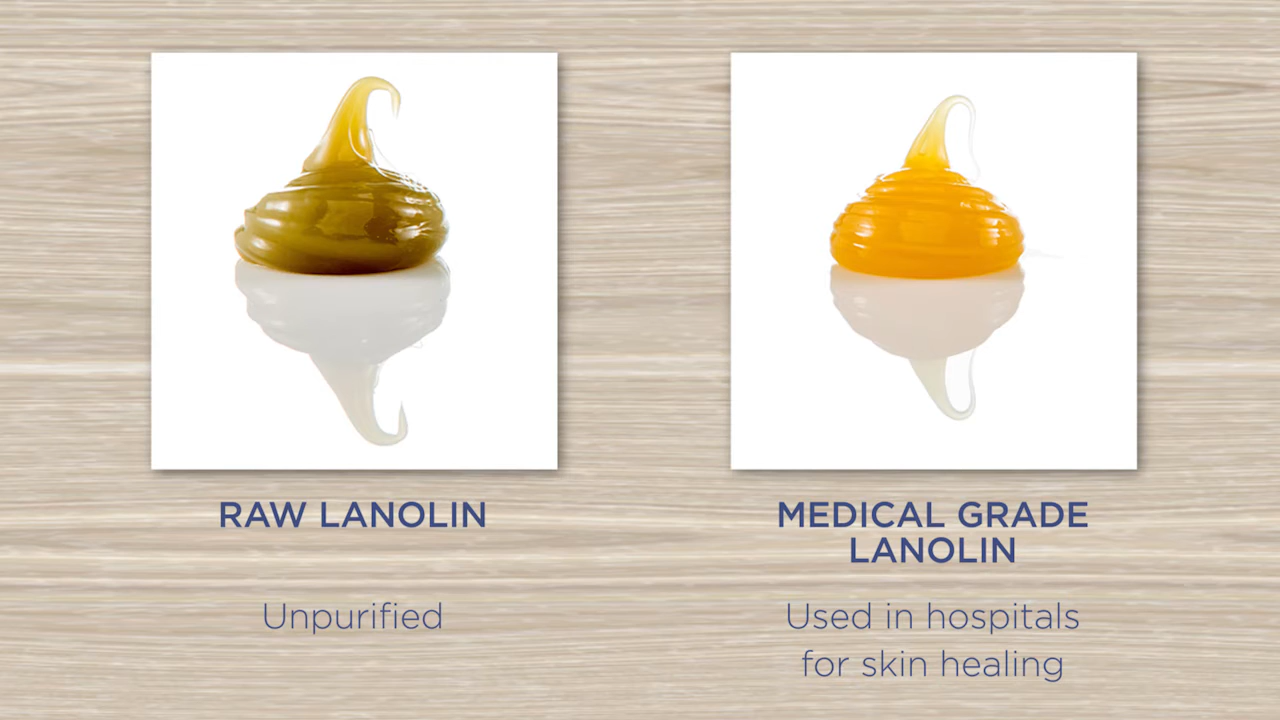 RAW LANOLIN
Unpurified
MEDICAL GRADE
LANOLIN
Used in hospitals
for skin healing